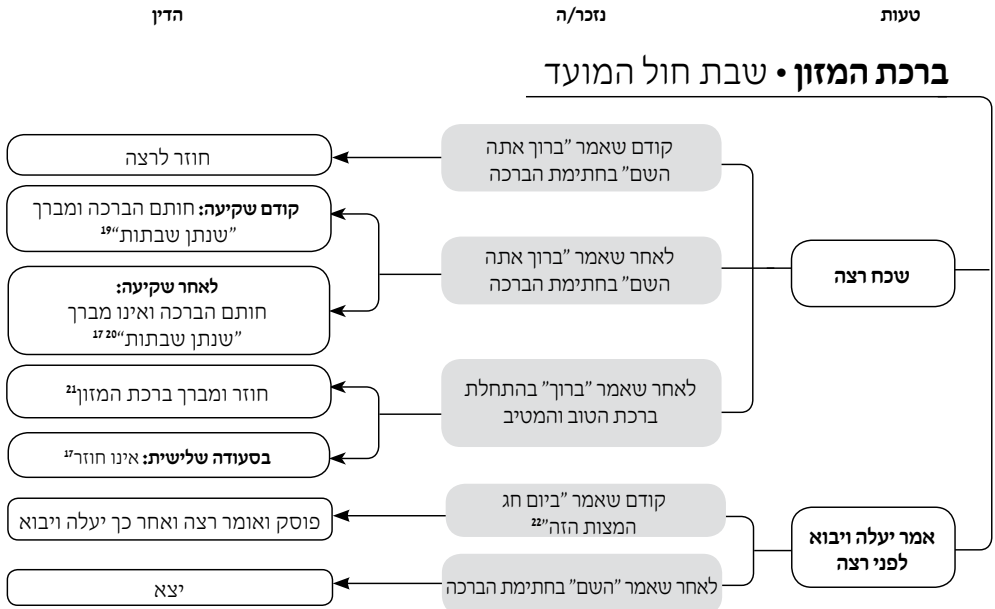 טעות נזכר/ה הדין
ברכת המזון • שבת חול המועד
שכח רצה
קודם שאמר "ברוך אתה
השם" בחתימת הברכה
חוזר לרצה
לאחר שאמר "ברוך אתה
השם" בחתימת הברכה
קודם שקיעה: חותם הברכה ומברך
"שנתן שבתות"19
לאחר שקיעה:
חותם הברכה ואינו מברך
"שנתן שבתות"20 17
לאחר שאמר "ברוך" בהתחלת
ברכת הטוב והמטיב
חוזר ומברך ברכת המזון21
בסעודה שלישית: אינו חוזר17
אמר יעלה ויבוא
לפני רצה
קודם שאמר "ביום חג
המצות הזה"22
פוסק ואומר רצה ואחר כך יעלה ויבוא
לאחר שאמר "השם" בחתימת הברכה
יצא